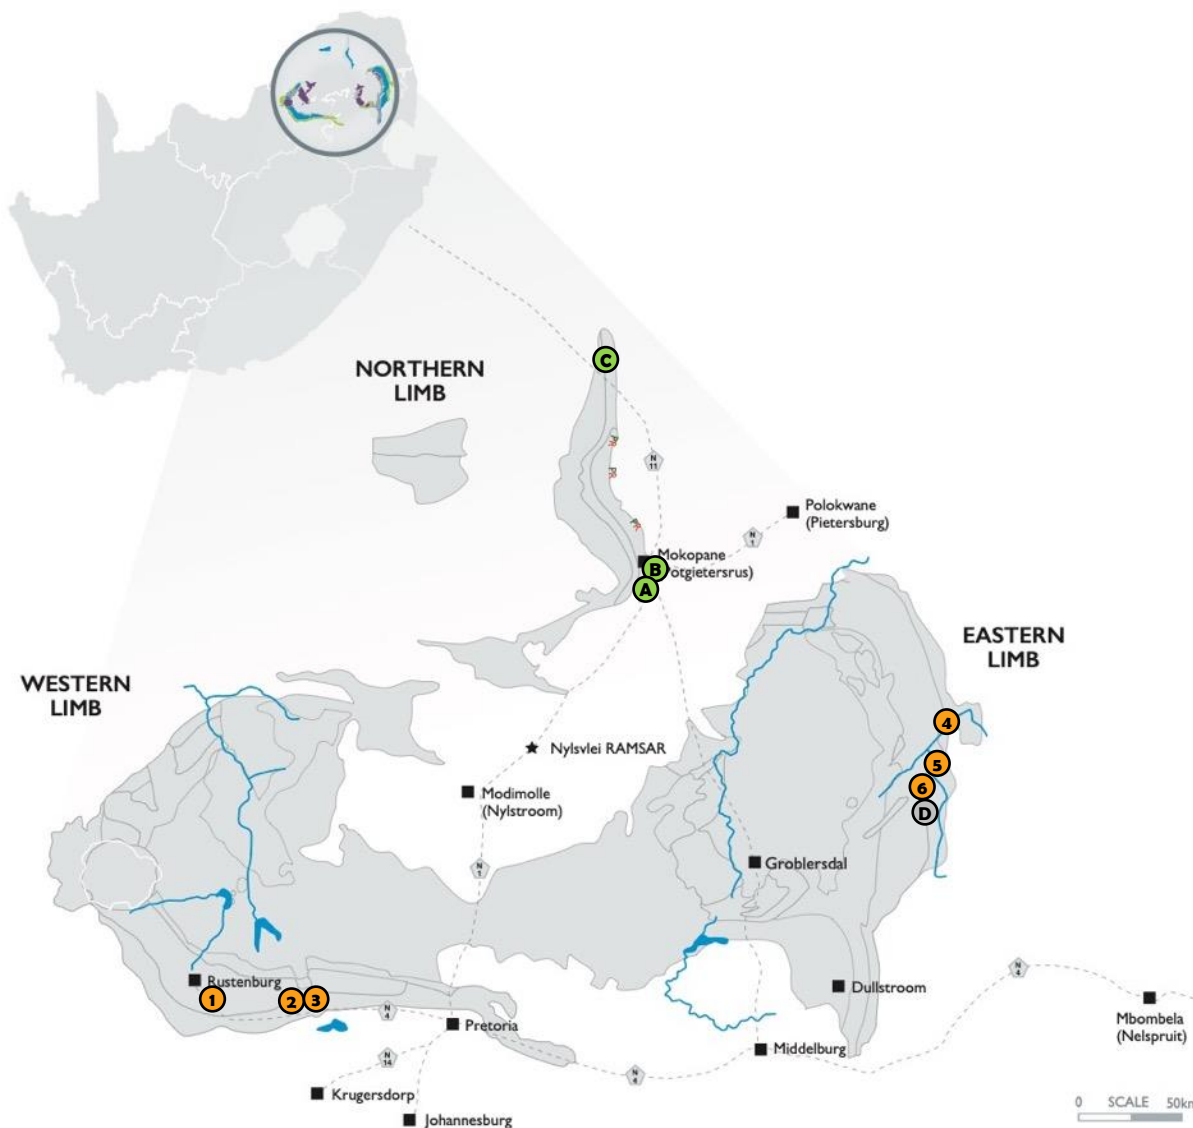 NORTHERN
LIMB
C
N
11
Polokwane
(Pietersburg)
N
1
Mokopane
otgietersrus)
B
A
EASTERN
LIMB
WESTERN
LIMB
4
Nylsvlei RAMSAR
5
6
D
Modimolle
(Nylstroom)
N
1
Groblersdal
Rustenburg
1
2
3
N
4
Pretoria
Dullstroom
N
4
Mbombela
(Nelspruit)
N
14
Middelburg
N
4
Krugersdorp
Johannesburg
0 SCALE 50km